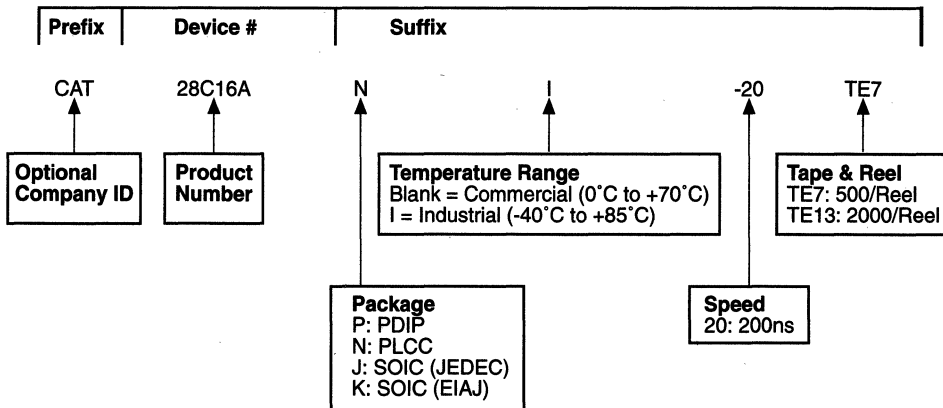 Prefix Device # Suffix
CAT 28C16A N I -20 TE7
Optional
Company ID
Product
Number
Temperature Range
Blank = Commercial (0˚C to +70˚C)
I = Industrial (-40˚C to +85˚C)
Tape & Reel
TE7: 500/Reel
TE13: 2000/Reel
Package
P: PDIP
N: PLCC
J: SOIC (JEDEC)
K: SOIC (EIAJ)
Speed
20: 200ns